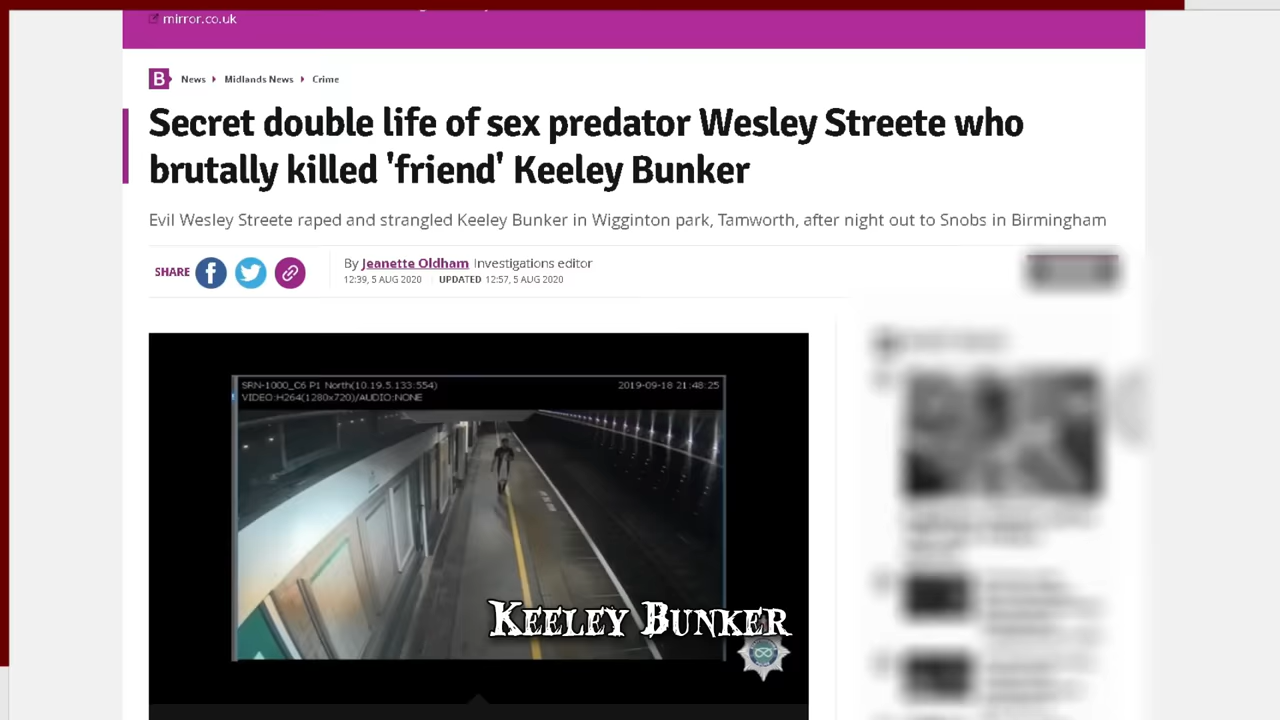 mirror.co.uk
B News Midlands News Crime
Secret double life of sex predator Wesley Streete who
brutally killed 'friend' Keeley Bunker
Evil Wesley Streete raped and strangled Keeley Bunker in Wigginton park, Tamworth, after night out to Snobs in Birmingham
SHARE
By Jeanette Oldham Investigations editor
12:39, 5 AUG 2020 UPDATED 12:57, 5 AUG 2020
SRN-1000_C6 P1 North(10.19.5.133:554) 2019-09-18 21:48:25
VIDEO:H264(1280x720)/AUDIO:NONE
KEELEY BUNKER